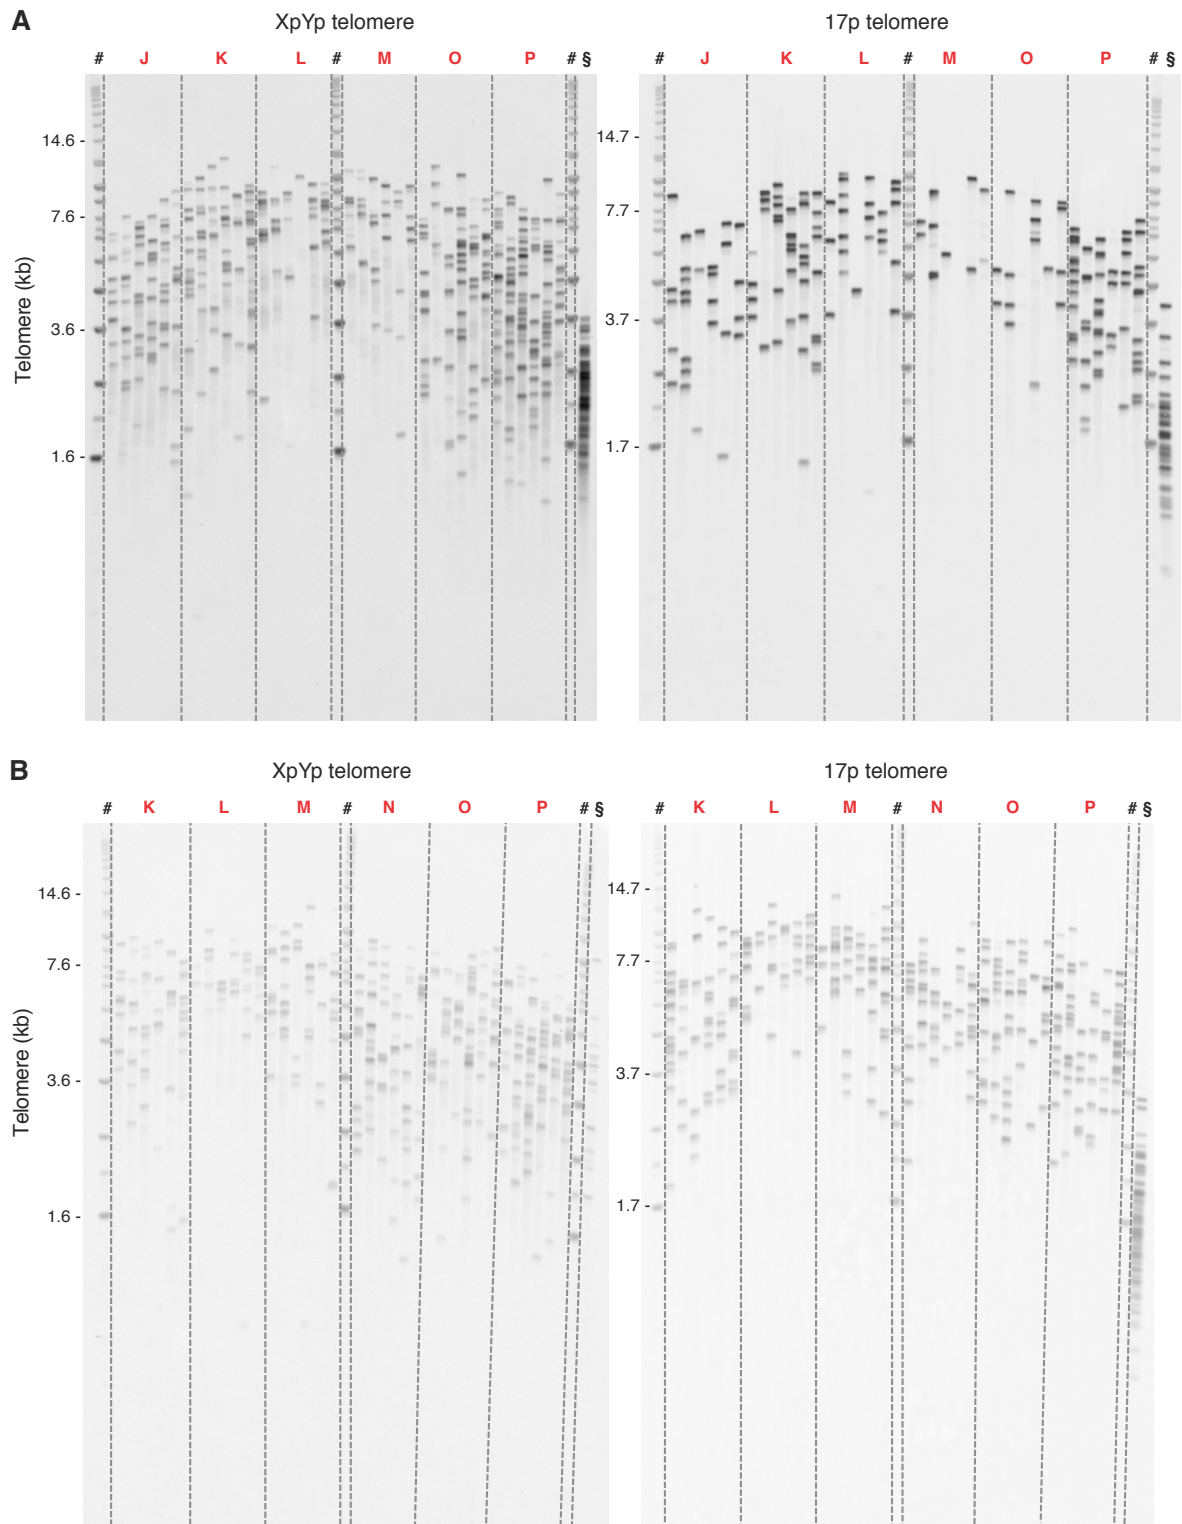 A
XpYp telomere
17p telomere
# J K L # M O P # §
# J K L # M O P # §
Telomere (kb)
14.6 -
7.6 -
3.6 -
1.6 -
14.7 -
7.7 -
3.7 -
1.7 -
B
XpYp telomere
17p telomere
# K L M # N O P # §
# K L M # N O P # §
Telomere (kb)
14.6 -
7.6 -
3.6 -
1.6 -
14.7 -
7.7 -
3.7 -
1.7 -